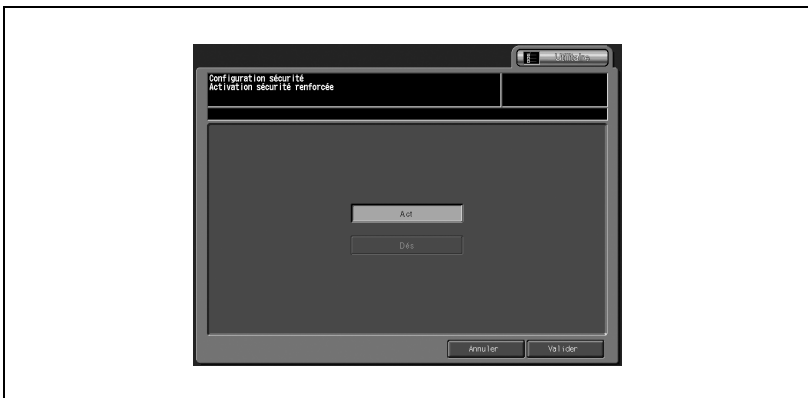 Utilitaire
Configuration sécurité
Activation sécurité renforcée
Act
Dés
Annuler
Valider